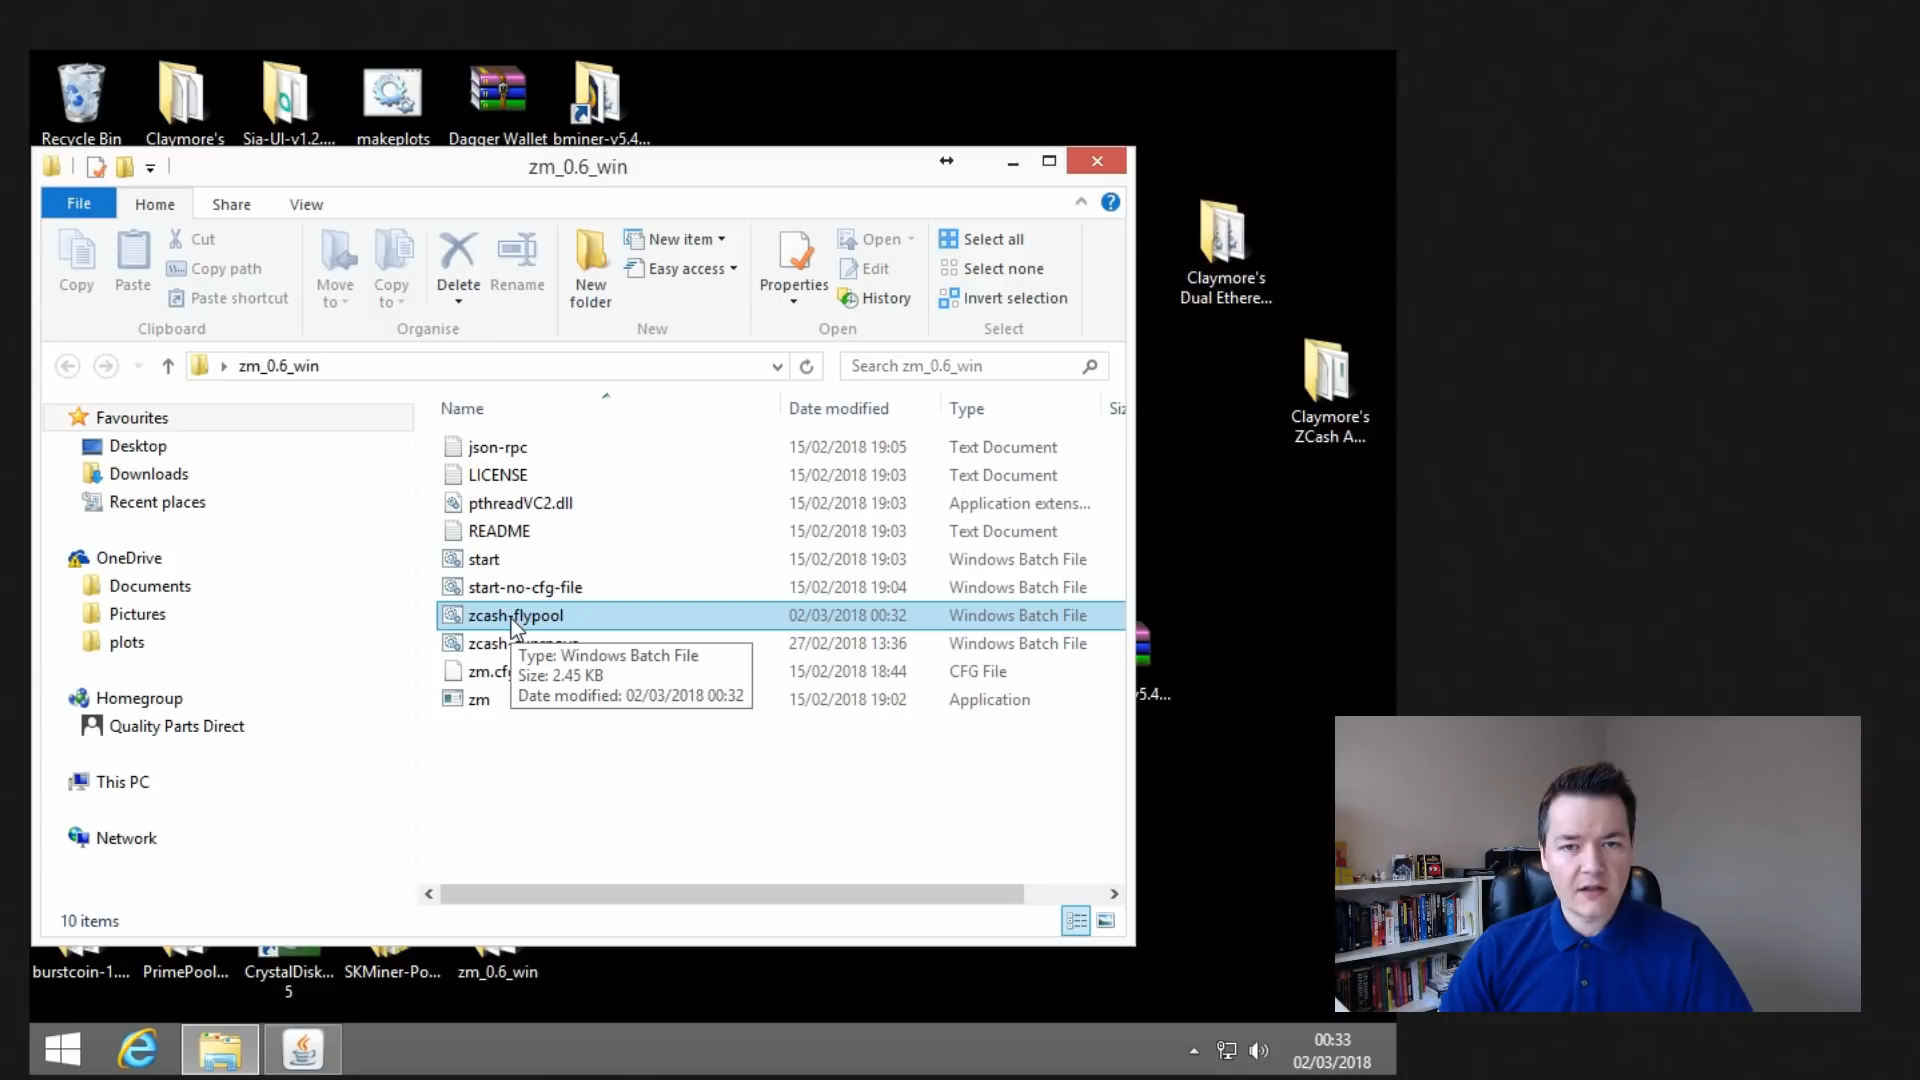 Recycle Bin
Claymore's
Sia-UI-v1.2....
makeplots
Dagger Wallet
bminer-v5.4...
zm_0.6_win
File
Home
Share
View
Copy
Paste
Cut
Copy path
Paste shortcut
Clipboard
Move to
Copy to
Delete
Rename
Organise
New folder
New item
Easy access
New
Properties
Open
Edit
History
Open
Select all
Select none
Invert selection
Select
zm_0.6_win
Search zm_0.6_win
Favourites
Desktop
Downloads
Recent places
OneDrive
Documents
Pictures
plots
Homegroup
Quality Parts Direct
This PC
Network
Name Date modified Type Siz
json-rpc 15/02/2018 19:05 Text Document
LICENSE 15/02/2018 19:03 Text Document
pthreadVC2.dll 15/02/2018 19:03 Application extens...
README 15/02/2018 19:03 Text Document
start 15/02/2018 19:03 Windows Batch File
start-no-cfg-file 15/02/2018 19:04 Windows Batch File
zcash-flypool 02/03/2018 00:32 Windows Batch File
zcash- 27/02/2018 13:36 Windows Batch File
zm.cfg 15/02/2018 18:44 CFG File
zm 15/02/2018 19:02 Application
Type: Windows Batch File
Size: 2.45 KB
Date modified: 02/03/2018 00:32
10 items
Claymore's
Dual Ethere...
Claymore's
ZCash A...
v5.4...
burstcoin-1....
PrimePool...
CrystalDisk...
5
SKMiner-Po...
zm_0.6_win
00:33
02/03/2018